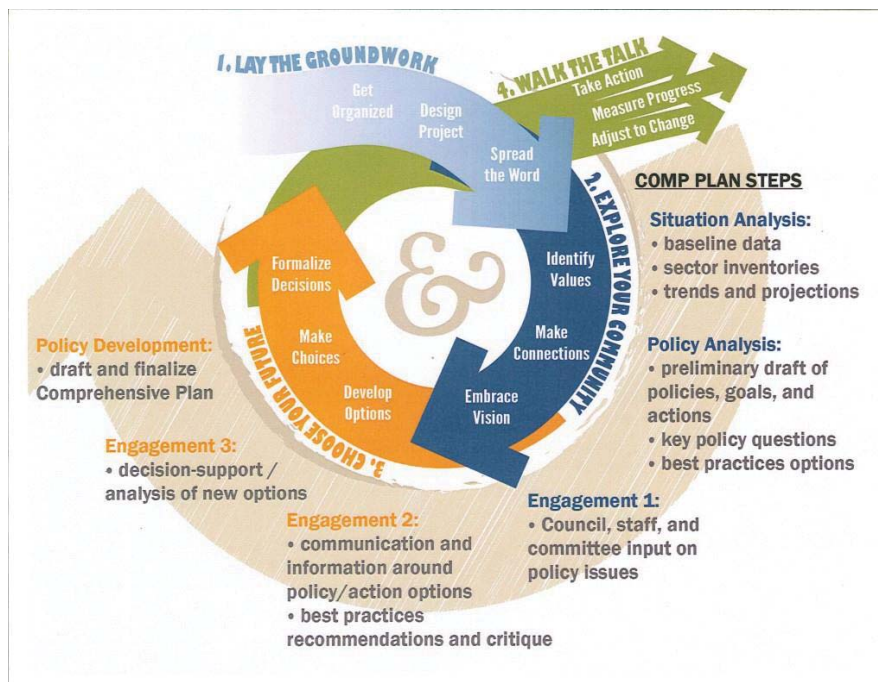 1. LAY THE GROUNDWORK
Get
Organized
Design
Project
Spread
the Word
4. WALK THE TALK
Take Action
Measure Progress
Adjust to Change
2. EXPLORE YOUR COMMUNITY
Identify
Values
Make
Connections
Embrace
Vision
3. CHOOSE YOUR FUTURE
Develop
Options
Make
Choices
Formalize
Decisions
&
COMP PLAN STEPS
Situation Analysis:
• baseline data
• sector inventories
• trends and projections
Policy Analysis:
• preliminary draft of
policies, goals, and
actions
• key policy questions
• best practices options
Engagement 1:
• Council, staff, and
committee input on
policy issues
Engagement 2:
• communication and
information around
policy/action options
• best practices
recommendations and critique
Engagement 3:
• decision-support /
analysis of new options
Policy Development:
• draft and finalize
Comprehensive Plan